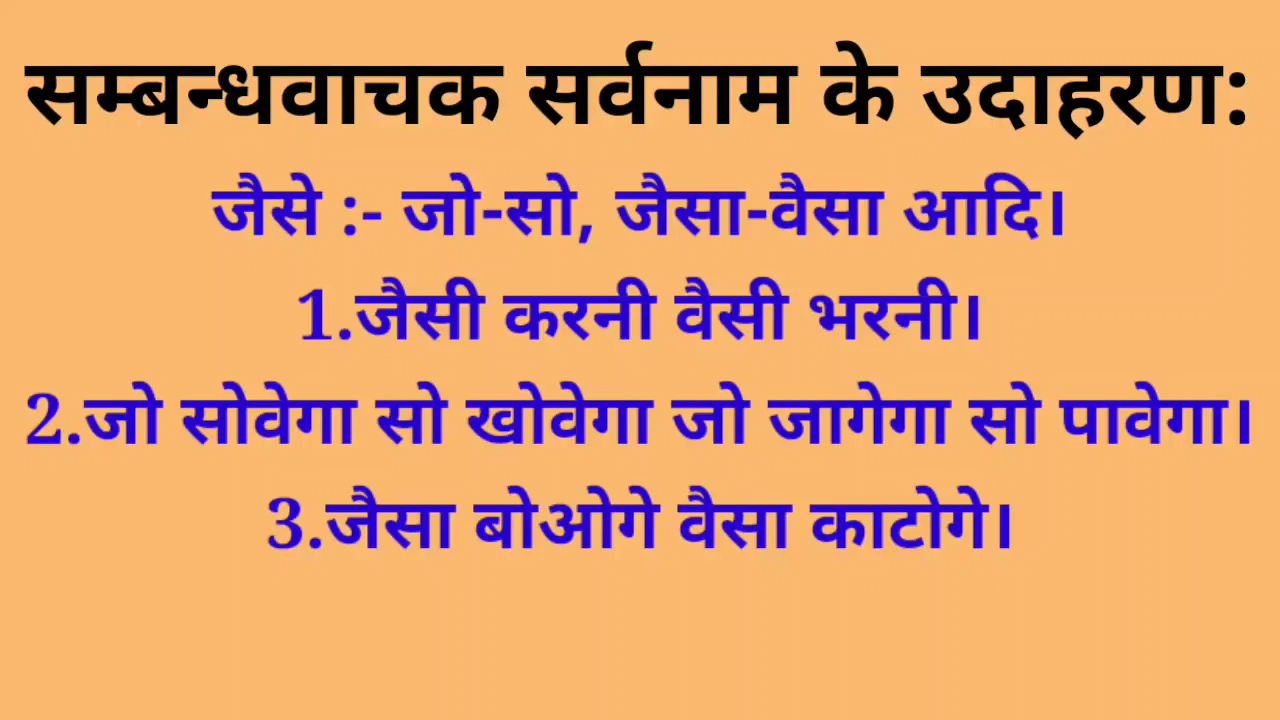 सम्बन्धवाचक सर्वनाम के उदाहरण:
जैसे :- जो-सो, जैसा-वैसा आदि।
1.जैसी करनी वैसी भरनी।
2.जो सोवेगा सो खोवेगा जो जागेगा सो पावेगा।
3.जैसा बोओगे वैसा काटोगे।